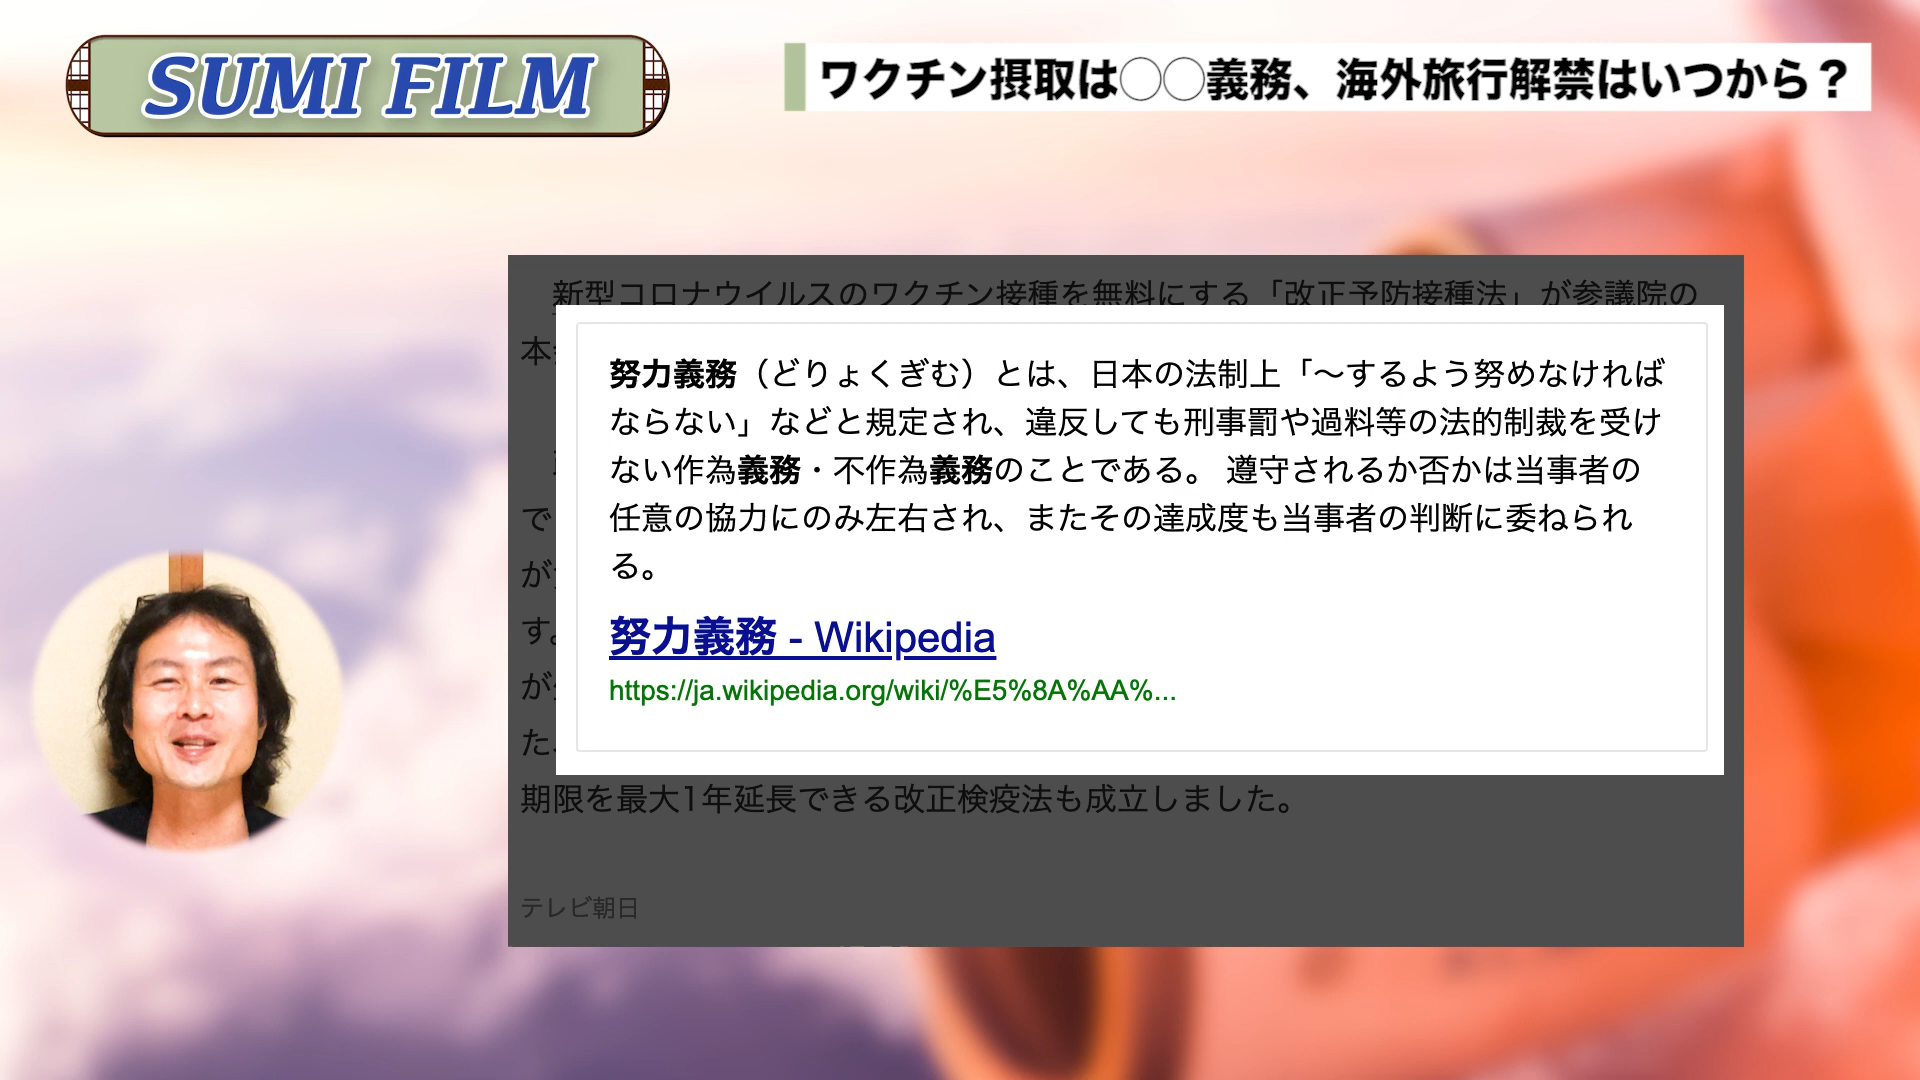 SUMI FILM
ワクチン摂取は◯◯義務、海外旅行解禁はいつから？
新型コロナウイルスのワクチン接種を無料にする「改正予防接種法」が参議院の
本
努力義務（どりょくぎむ）とは、日本の法制上「〜するよう努めなければ
ならない」などと規定され、違反しても刑事罰や過料等の法的制裁を受け
ない作為義務・不作為義務のことである。 遵守されるか否かは当事者の
で
任意の協力にのみ左右され、またその達成度も当事者の判断に委ねられ
が
る。
す。
努力義務 - Wikipedia
が
https://ja.wikipedia.org/wiki/%E5%8A%AA%...
た。
期限を最大1年延長できる改正検疫法も成立しました。
テレビ朝日